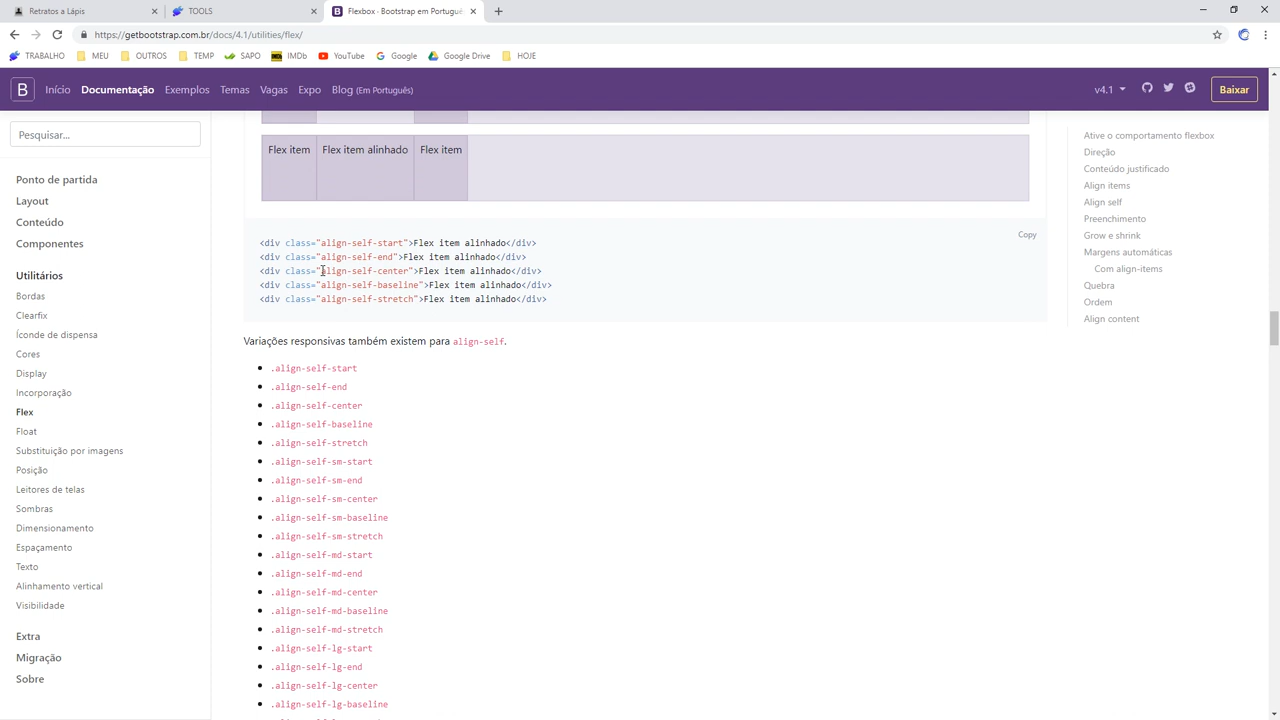 Retratos a Lápis
TOOLS
Flexbox · Bootstrap em Portuguê
https://getbootstrap.com.br/docs/4.1/utilities/flex/
TRABALHO MEU OUTROS TEMP SAPO IMDb YouTube Google Google Drive HOJE
B Início Documentação Exemplos Temas Vagas Expo Blog (Em Português) v4.1 Baixar
Pesquisar...
Ponto de partida
Layout
Conteúdo
Componentes
Utilitários
Bordas
Clearfix
Ícone de dispensa
Cores
Display
Incorporação
Flex
Float
Substituição por imagens
Posição
Leitores de telas
Sombras
Dimensionamento
Espaçamento
Texto
Alinhamento vertical
Visibilidade
Extra
Migração
Sobre
Flex item Flex item alinhado Flex item
Copy
<div class="align-self-start">Flex item alinhado</div>
<div class="align-self-end">Flex item alinhado</div>
<div class="align-self-center">Flex item alinhado</div>
<div class="align-self-baseline">Flex item alinhado</div>
<div class="align-self-stretch">Flex item alinhado</div>
Variações responsivas também existem para align-self.
.align-self-start
.align-self-end
.align-self-center
.align-self-baseline
.align-self-stretch
.align-self-sm-start
.align-self-sm-end
.align-self-sm-center
.align-self-sm-baseline
.align-self-sm-stretch
.align-self-md-start
.align-self-md-end
.align-self-md-center
.align-self-md-baseline
.align-self-md-stretch
.align-self-lg-start
.align-self-lg-end
.align-self-lg-center
.align-self-lg-baseline
Ative o comportamento flexbox
Direção
Conteúdo justificado
Align items
Align self
Preenchimento
Grow e shrink
Margens automáticas
Com align-items
Quebra
Ordem
Align content